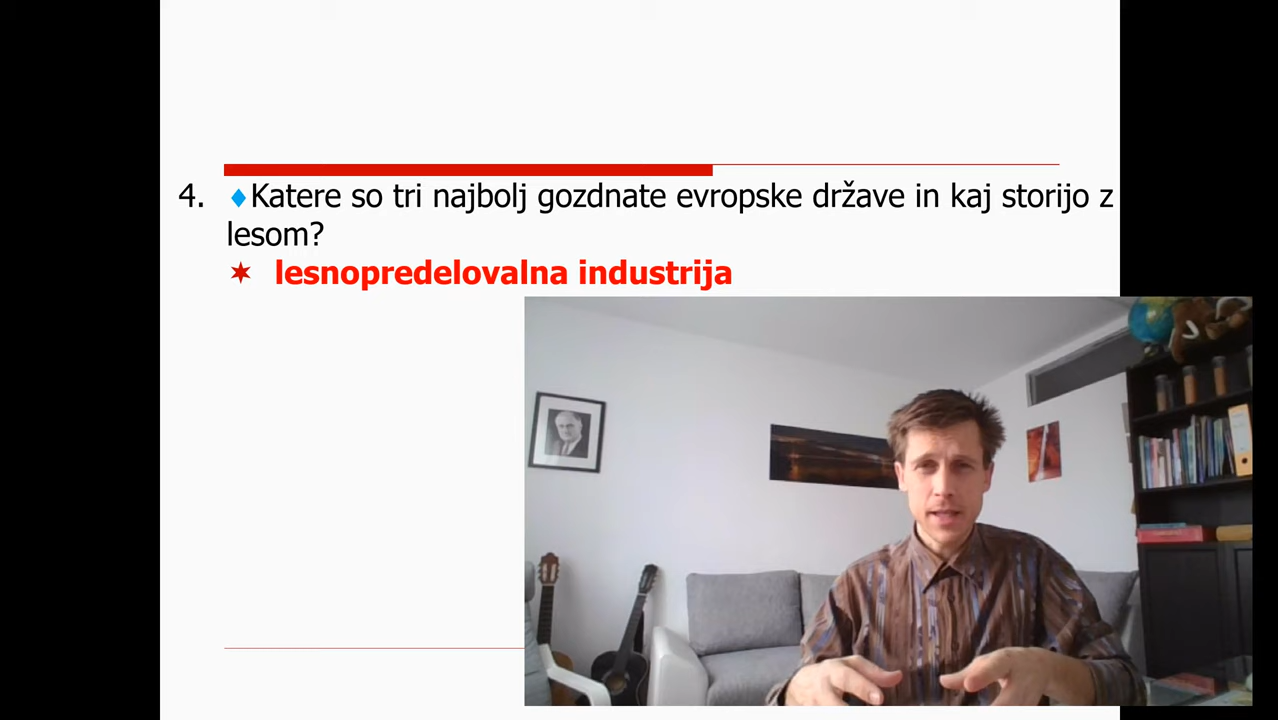 4. ♦Katere so tri najbolj gozdnate evropske države in kaj storijo z
lesom?
✶ lesnopredelovalna industrija